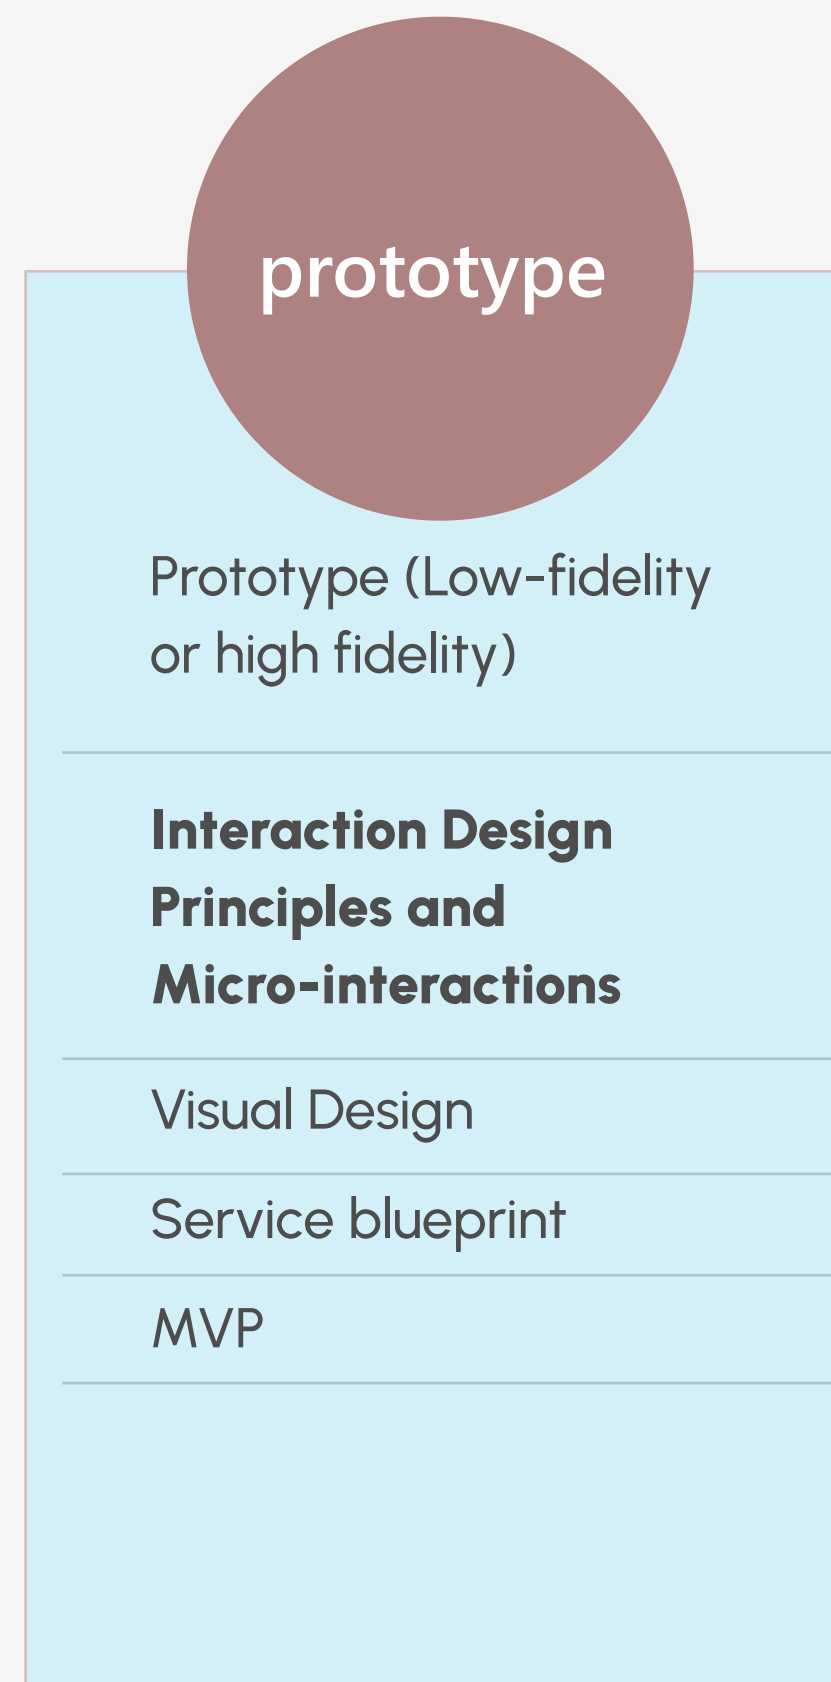 prototype
Prototype (Low-fidelity
or high fidelity)
Interaction Design
Principles and
Micro-interactions
Visual Design
Service blueprint
MVP